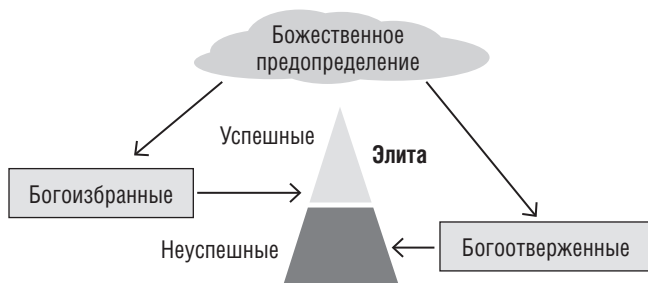 Божественное
предопределение
Успешные
Элита
Богоизбранные
Неуспешные
Богоотверженные